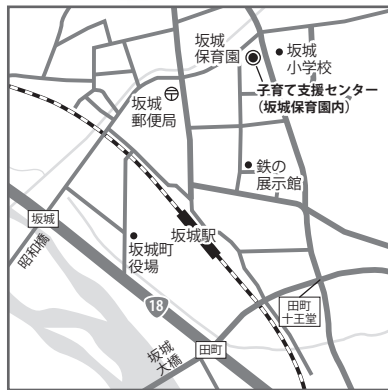 坂城
保育園
坂城
小学校
子育て支援センター
（坂城保育園内）
坂城
郵便局
鉄の
展示館
坂城
昭和橋
坂城町
役場
坂城駅
18
田町
十王堂
坂城
大橋
田町